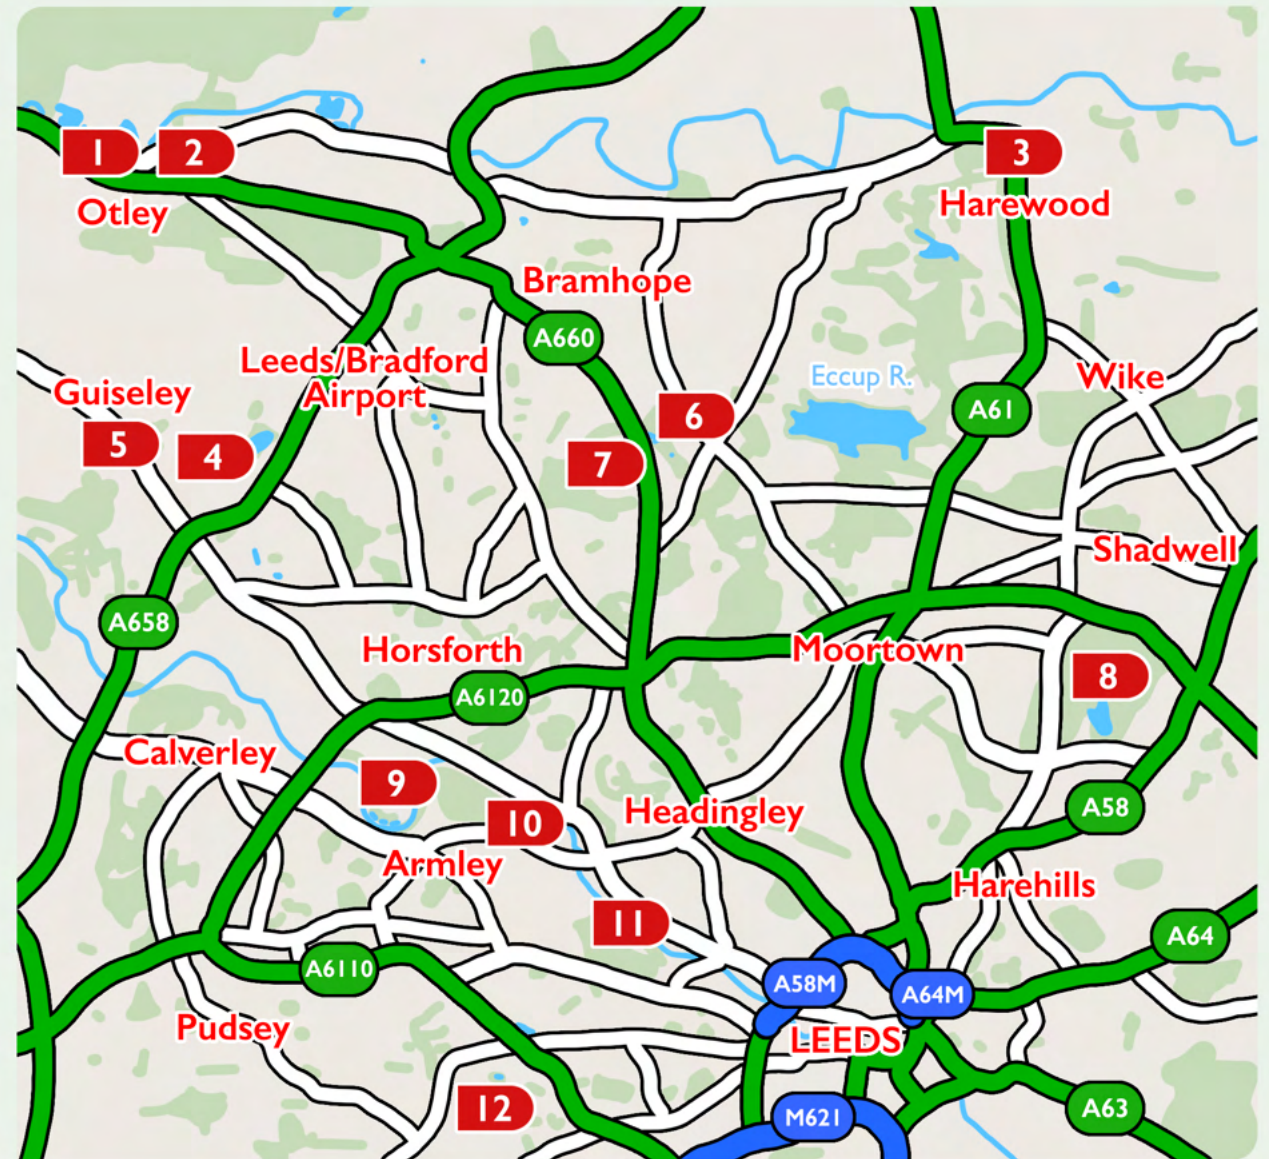 1
2
3
Otley
Harewood
Bramhope
A660
Leeds/Bradford
Airport
Eccup R.
Wike
Guiseley
A61
6
5
4
7
Shadwell
A658
Horsforth
Moortown
A6120
8
Calverley
9
Headingley
A58
10
Armley
Harehills
11
A64
A6110
A58M
A64M
Pudsey
LEEDS
12
M621
A63